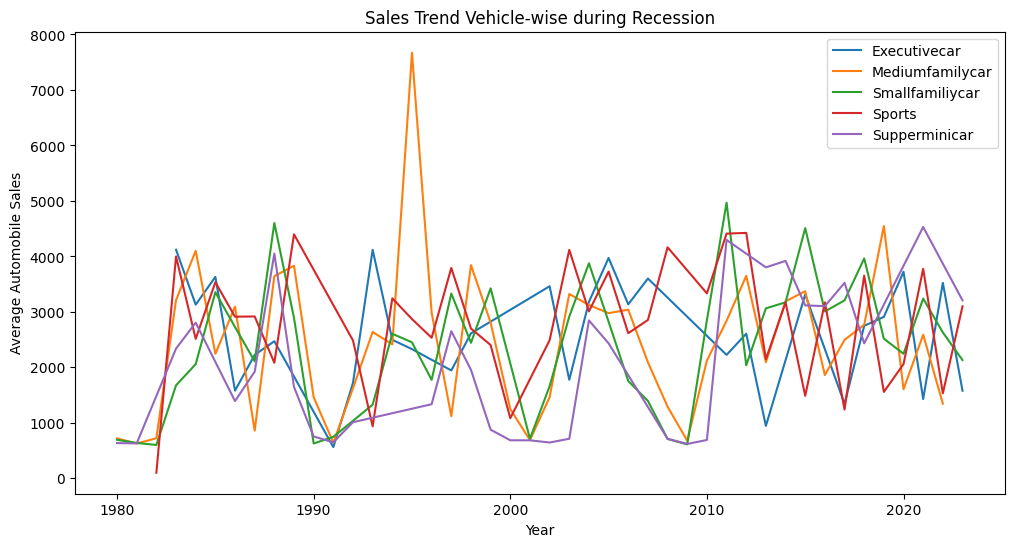 Sales Trend Vehicle-wise during Recession
Executivecar
Mediumfamilycar
Smallfamiliycar
Sports
Supperminicar
Average Automobile Sales
8000
7000
6000
5000
4000
3000
2000
1000
0
1980
1990
2000
2010
2020
Year